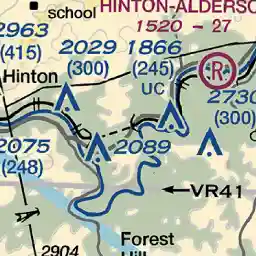 school
HINTON-ALDERSO
1520 - 27
2963
(415)
2029
(300)
1866
(245)
UC
R
Hinton
2730
(300)
2075
(248)
2089
VR41
2904
Forest
Hill